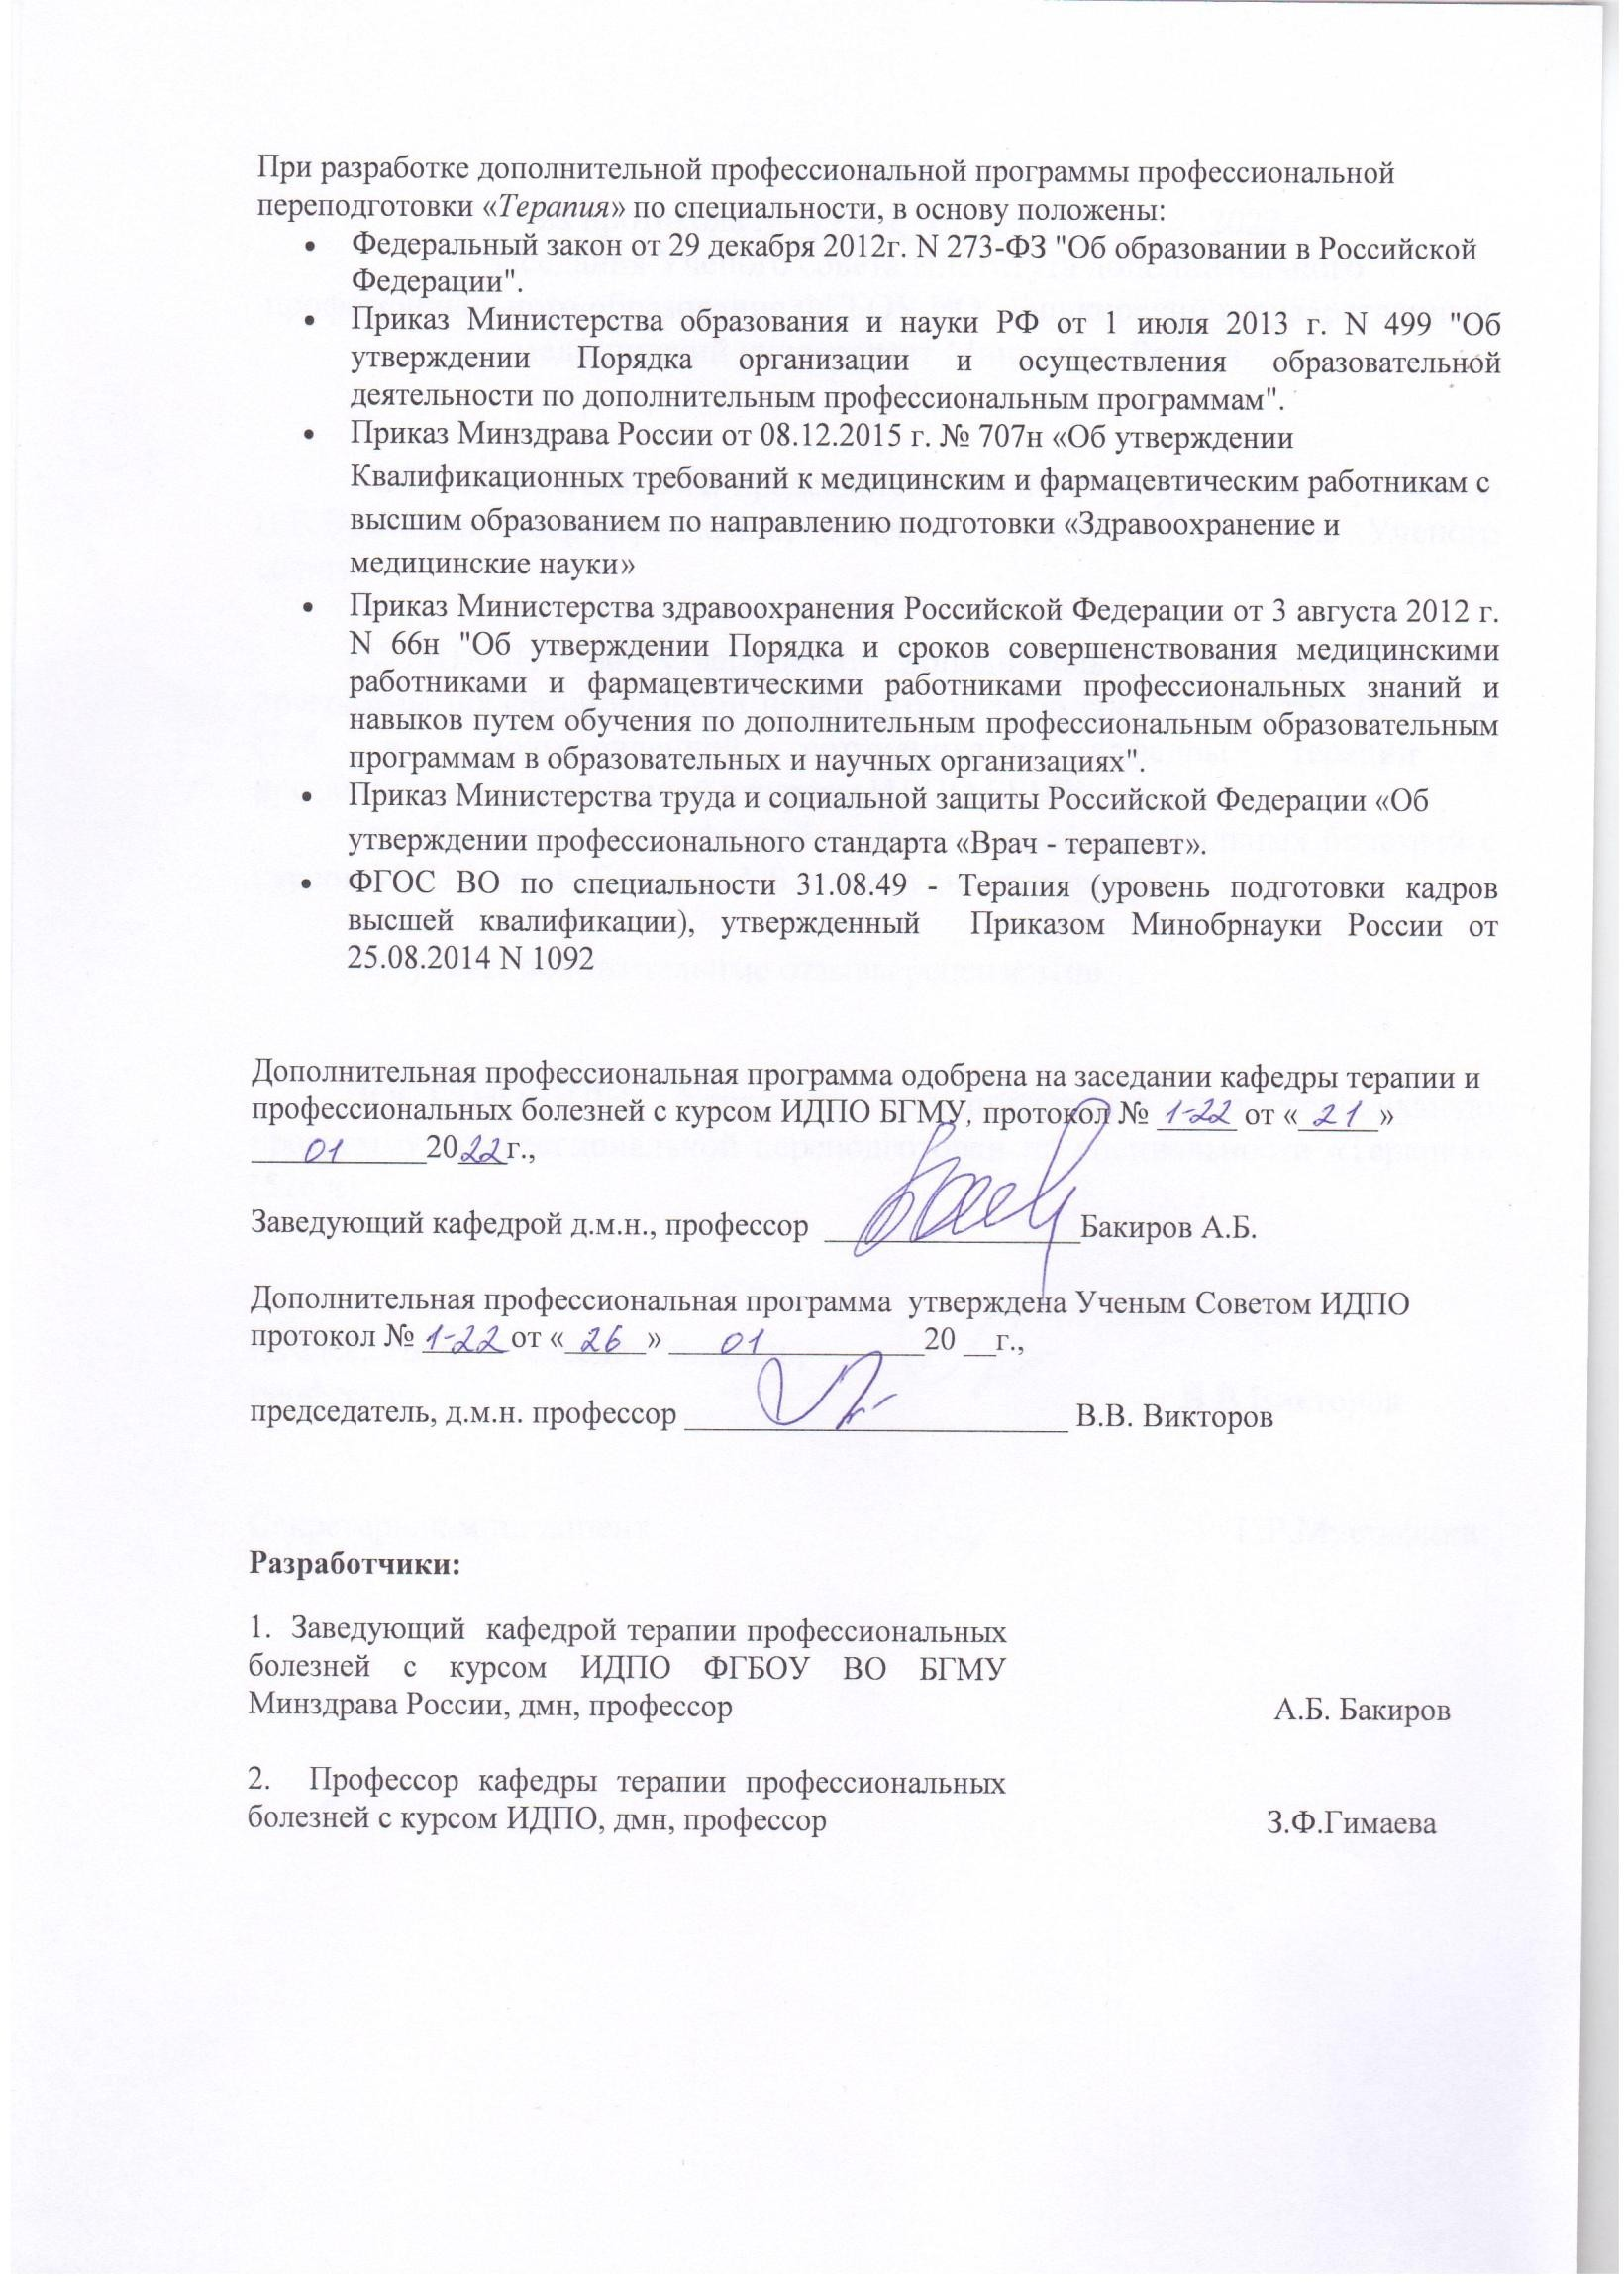 При разработке дополнительной профессиональной программы профессиональной
переподготовки «Терапия» по специальности, в основу положены:
• Федеральный закон от 29 декабря 2012г. N 273-ФЗ "Об образовании в Российской
Федерации".
• Приказ Министерства образования и науки РФ от 1 июля 2013 г. N 499 "Об
утверждении Порядка организации и осуществления образовательной
деятельности по дополнительным профессиональным программам".
• Приказ Минздрава России от 08.12.2015 г. № 707н «Об утверждении
Квалификационных требований к медицинским и фармацевтическим работникам с
высшим образованием по направлению подготовки «Здравоохранение и
медицинские науки»
• Приказ Министерства здравоохранения Российской Федерации от 3 августа 2012 г.
N 66н "Об утверждении Порядка и сроков совершенствования медицинскими
работниками и фармацевтическими работниками профессиональных знаний и
навыков путем обучения по дополнительным профессиональным образовательным
программам в образовательных и научных организациях".
• Приказ Министерства труда и социальной защиты Российской Федерации «Об
утверждении профессионального стандарта «Врач - терапевт».
• ФГОС ВО по специальности 31.08.49 - Терапия (уровень подготовки кадров
высшей квалификации), утвержденный Приказом Минобрнауки России от
25.08.2014 N 1092
Дополнительная профессиональная программа одобрена на заседании кафедры терапии и
профессиональных болезней с курсом ИДПО БГМУ, протокол № 1-22 от «21»
01 2022г.,
Заведующий кафедрой д.м.н., профессор ________________Бакиров А.Б.
Дополнительная профессиональная программа утверждена Ученым Советом ИДПО
протокол № 1-22 от «26» 01 20 __г.,
председатель, д.м.н. профессор ________________________ В.В. Викторов
Разработчики:
1. Заведующий кафедрой терапии профессиональных
болезней с курсом ИДПО ФГБОУ ВО БГМУ
Минздрава России, дмн, профессор А.Б. Бакиров
2. Профессор кафедры терапии профессиональных
болезней с курсом ИДПО, дмн, профессор З.Ф.Гимаева